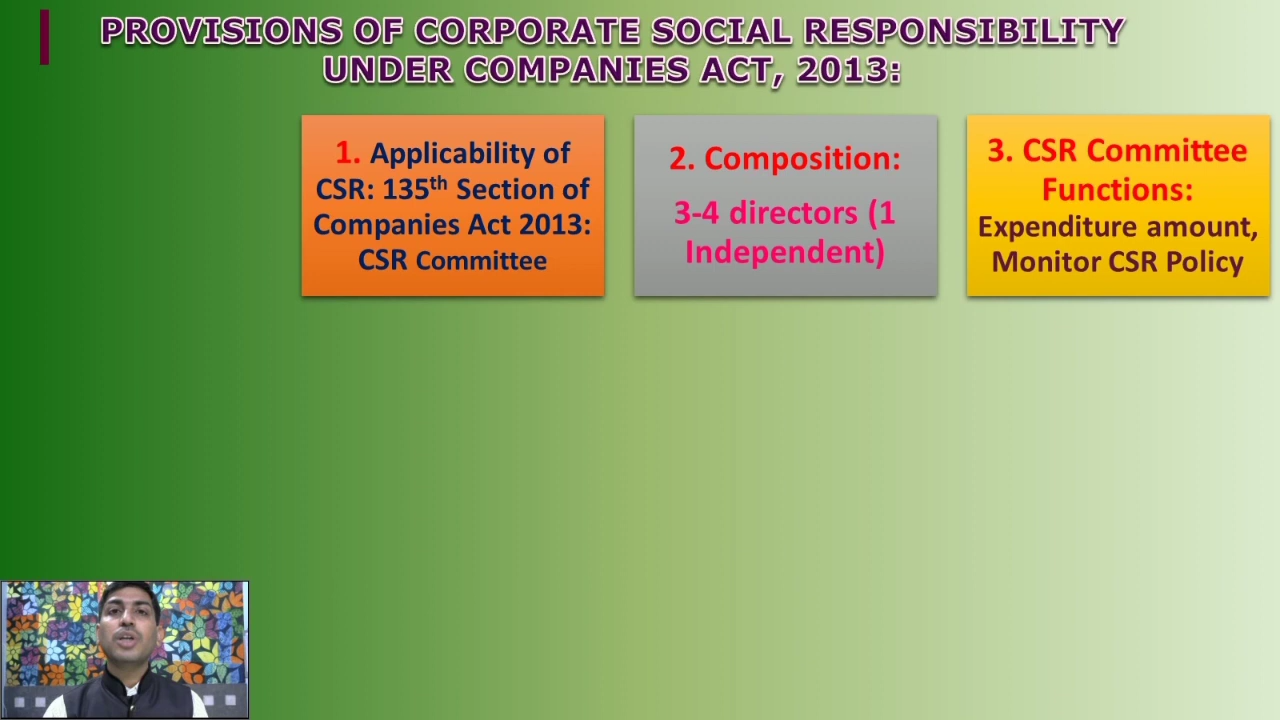 PROVISIONS OF CORPORATE SOCIAL RESPONSIBILITY
UNDER COMPANIES ACT, 2013:
1. Applicability of
CSR: 135th Section of
Companies Act 2013:
CSR Committee
2. Composition:
3-4 directors (1
Independent)
3. CSR Committee
Functions:
Expenditure amount,
Monitor CSR Policy